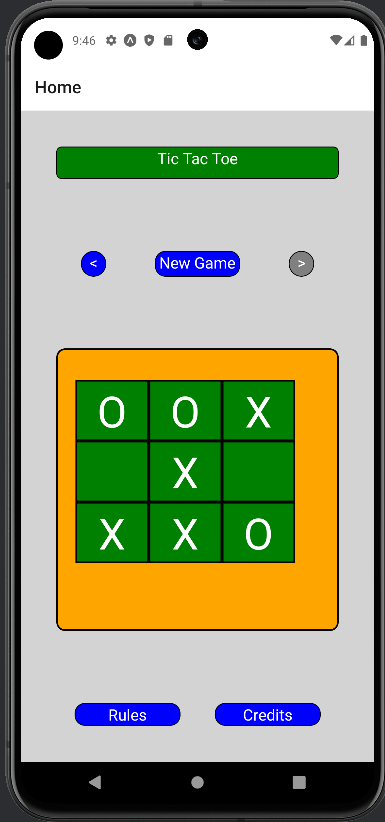 9:46
Home
Tic Tac Toe
< New Game >
O O X
X
X X O
Rules Credits